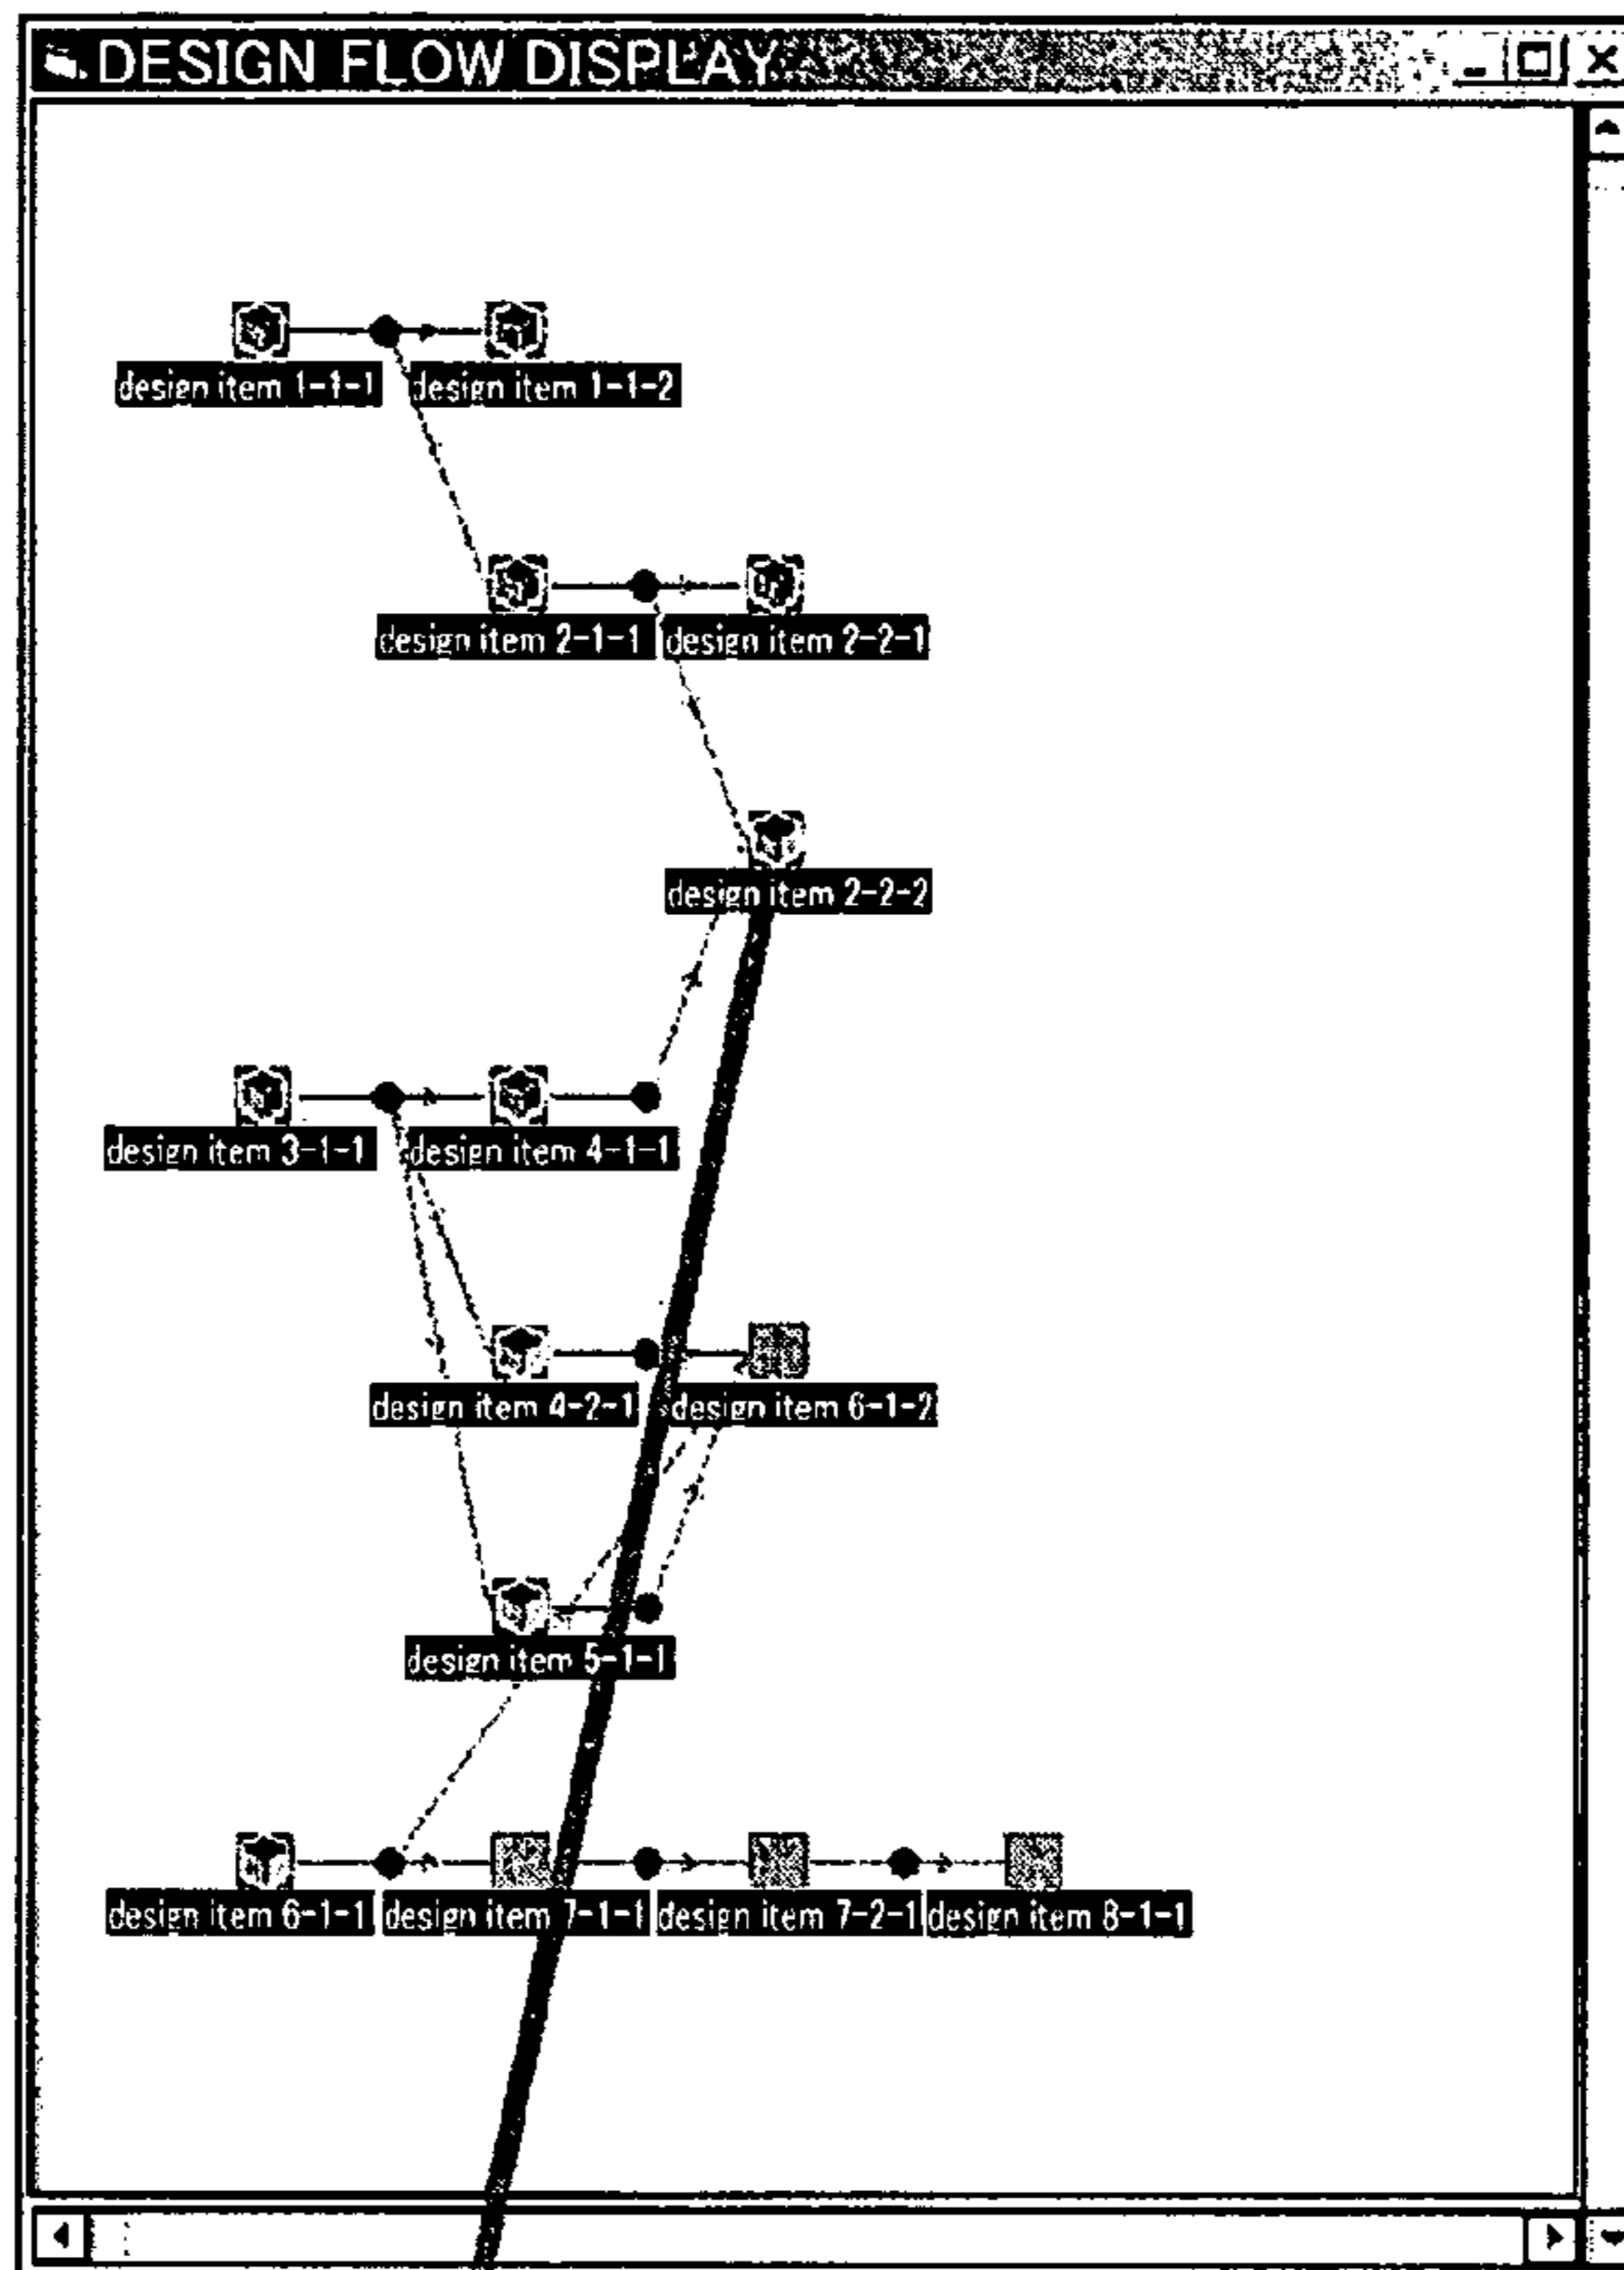 DESIGN FLOW DISPLAY
design item 1-1-1
design item 1-1-2
design item 2-1-1
design item 2-2-1
design item 2-2-2
design item 3-1-1
design item 4-1-1
design item 4-2-1
design item 6-1-2
design item 5-1-1
design item 6-1-1
design item 7-1-1
design item 7-2-1
design item 8-1-1